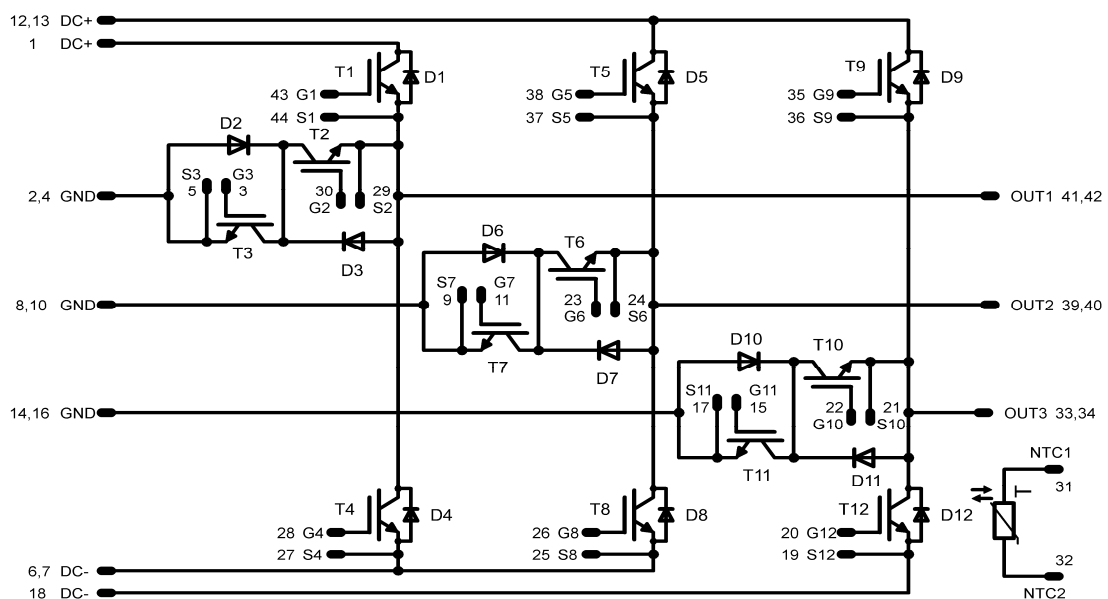 12,13 DC+
1 DC+
T1
D1
T5
D5
T9
D9
43 G1
38 G5
35 G9
44 S1
37 S5
36 S9
D2
T2
S3
5
G3
3
30
G2
29
S2
2,4 GND
OUT1 41,42
T3
D3
D6
T6
S7
9
G7
11
23
G6
24
S6
8,10 GND
OUT2 39,40
T7
D7
D10
T10
S11
17
G11
15
22
G10
21
S10
14,16 GND
OUT3 33,34
T11
D11
NTC1
31
T4
D4
T8
D8
T12
D12
28 G4
26 G8
20 G12
27 S4
25 S8
19 S12
32
NTC2
6,7 DC-
18 DC-